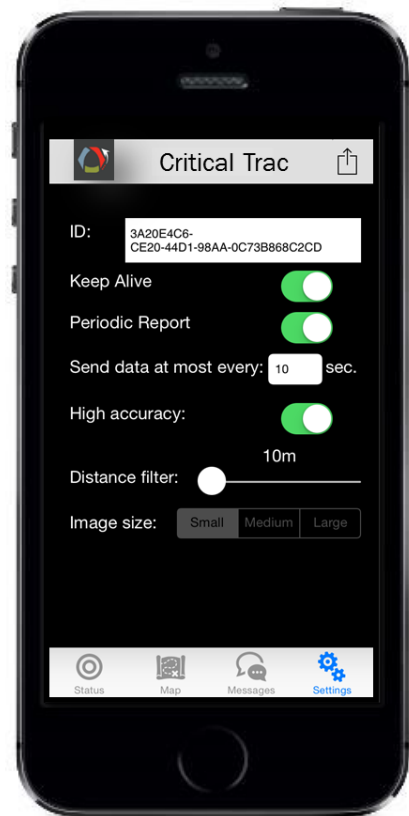 Critical Trac
ID:
3A20E4C6-
CE20-44D1-98AA-0C73B868C2CD
Keep Alive
Periodic Report
Send data at most every: 10 sec.
High accuracy:
10m
Distance filter:
Image size: Small Medium Large
Status Map Messages Settings